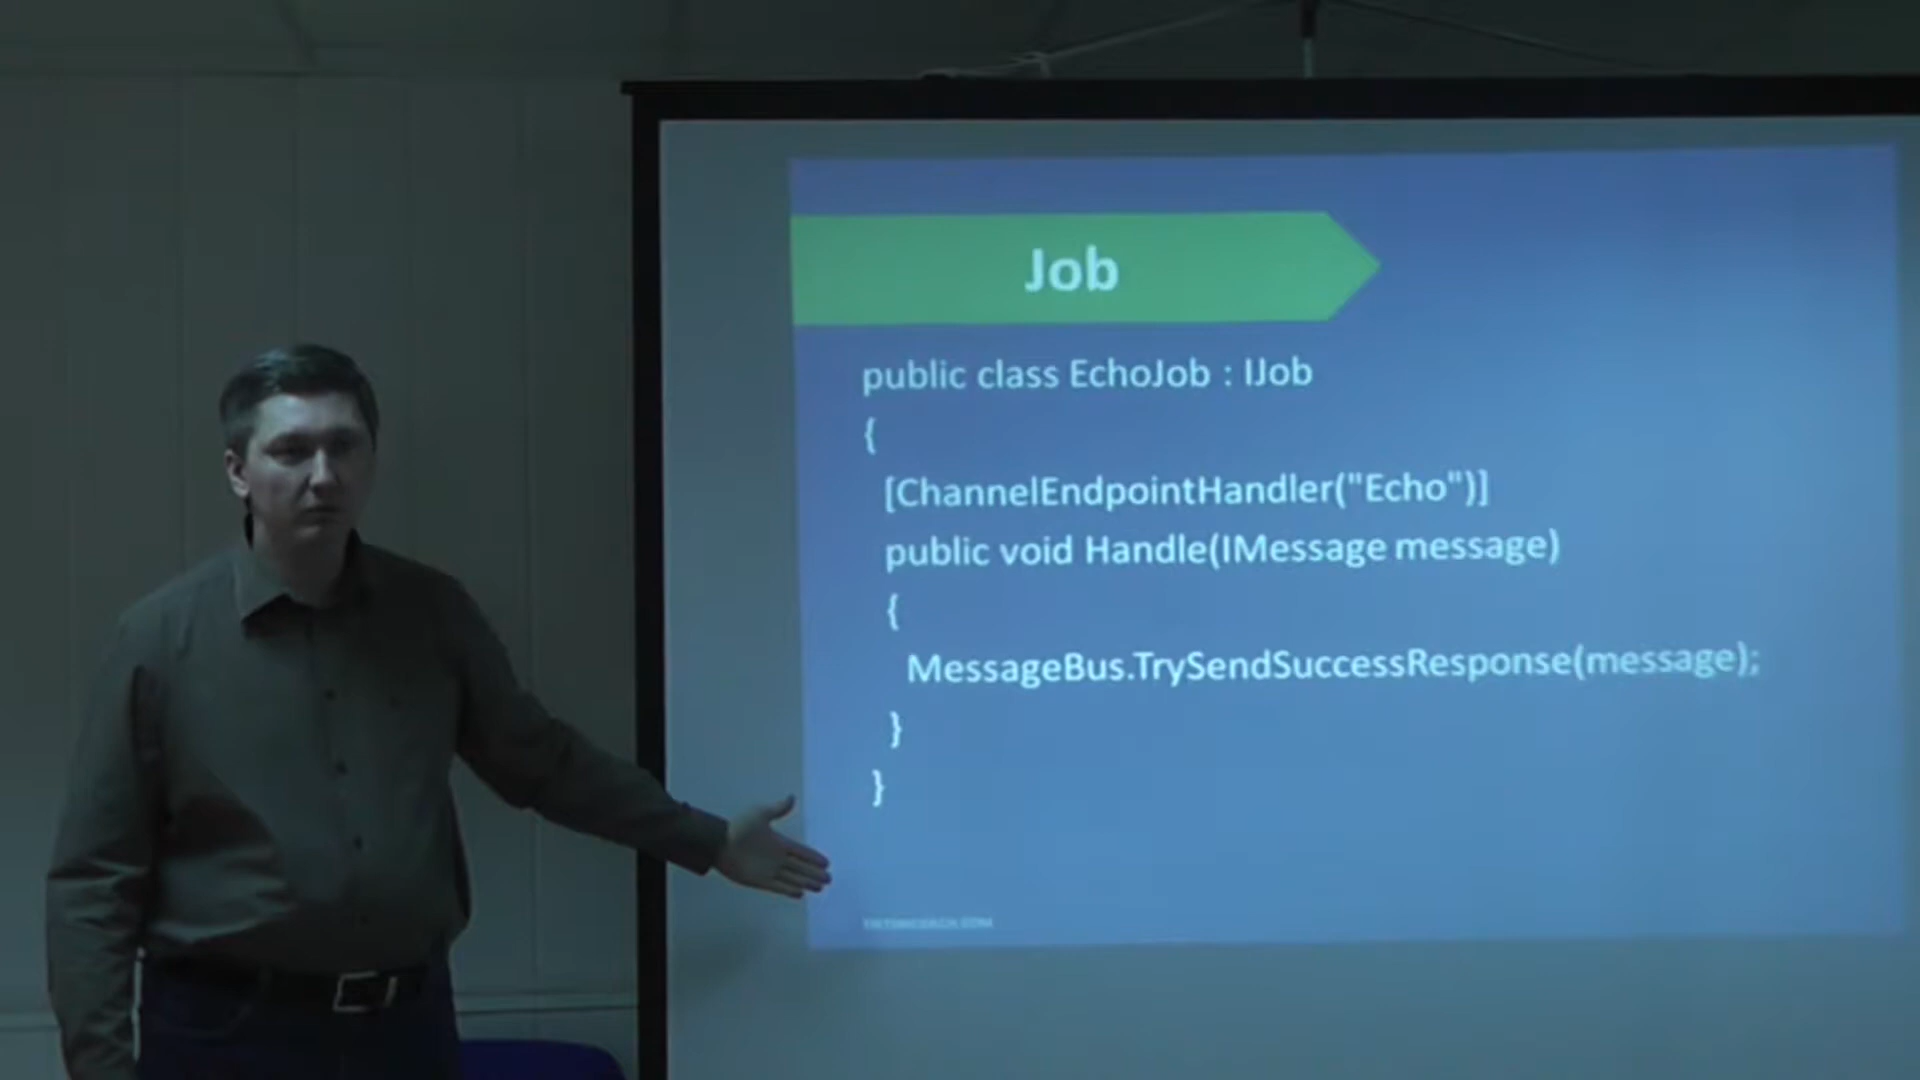 Job
public class EchoJob : IJob
{
[ChannelEndpointHandler("Echo")]
public void Handle(IMessage message)
{
MessageBus.TrySendSuccessResponse(message);
}
}